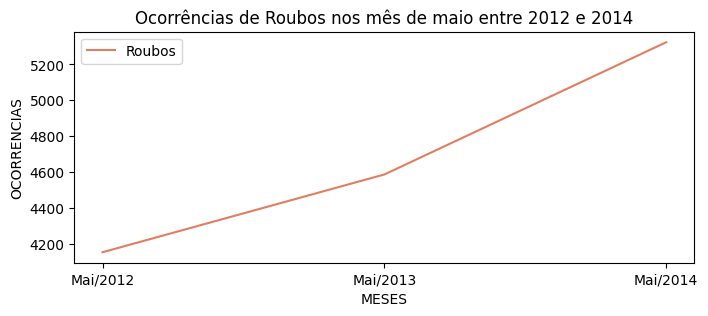 Ocorrências de Roubos nos mês de maio entre 2012 e 2014
Roubos
OCORRENCIAS
5200
5000
4800
4600
4400
4200
Mai/2012
Mai/2013
Mai/2014
MESES